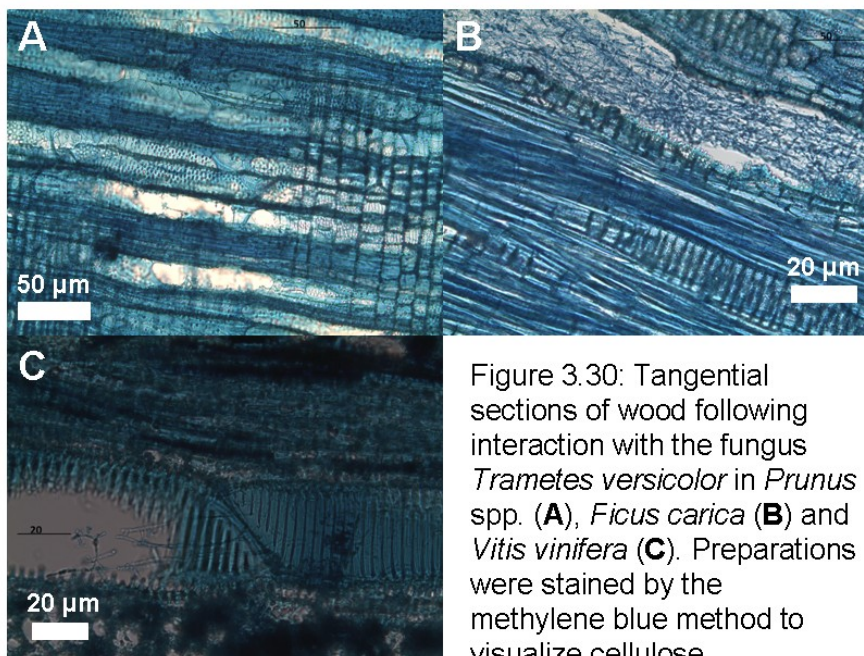 A
50
50 µm
B
50
20 µm
C
20
20 µm
Figure 3.30: Tangential
sections of wood following
interaction with the fungus
Trametes versicolor in Prunus
spp. (A), Ficus carica (B) and
Vitis vinifera (C). Preparations
were stained by the
methylene blue method to
visualize cellulose